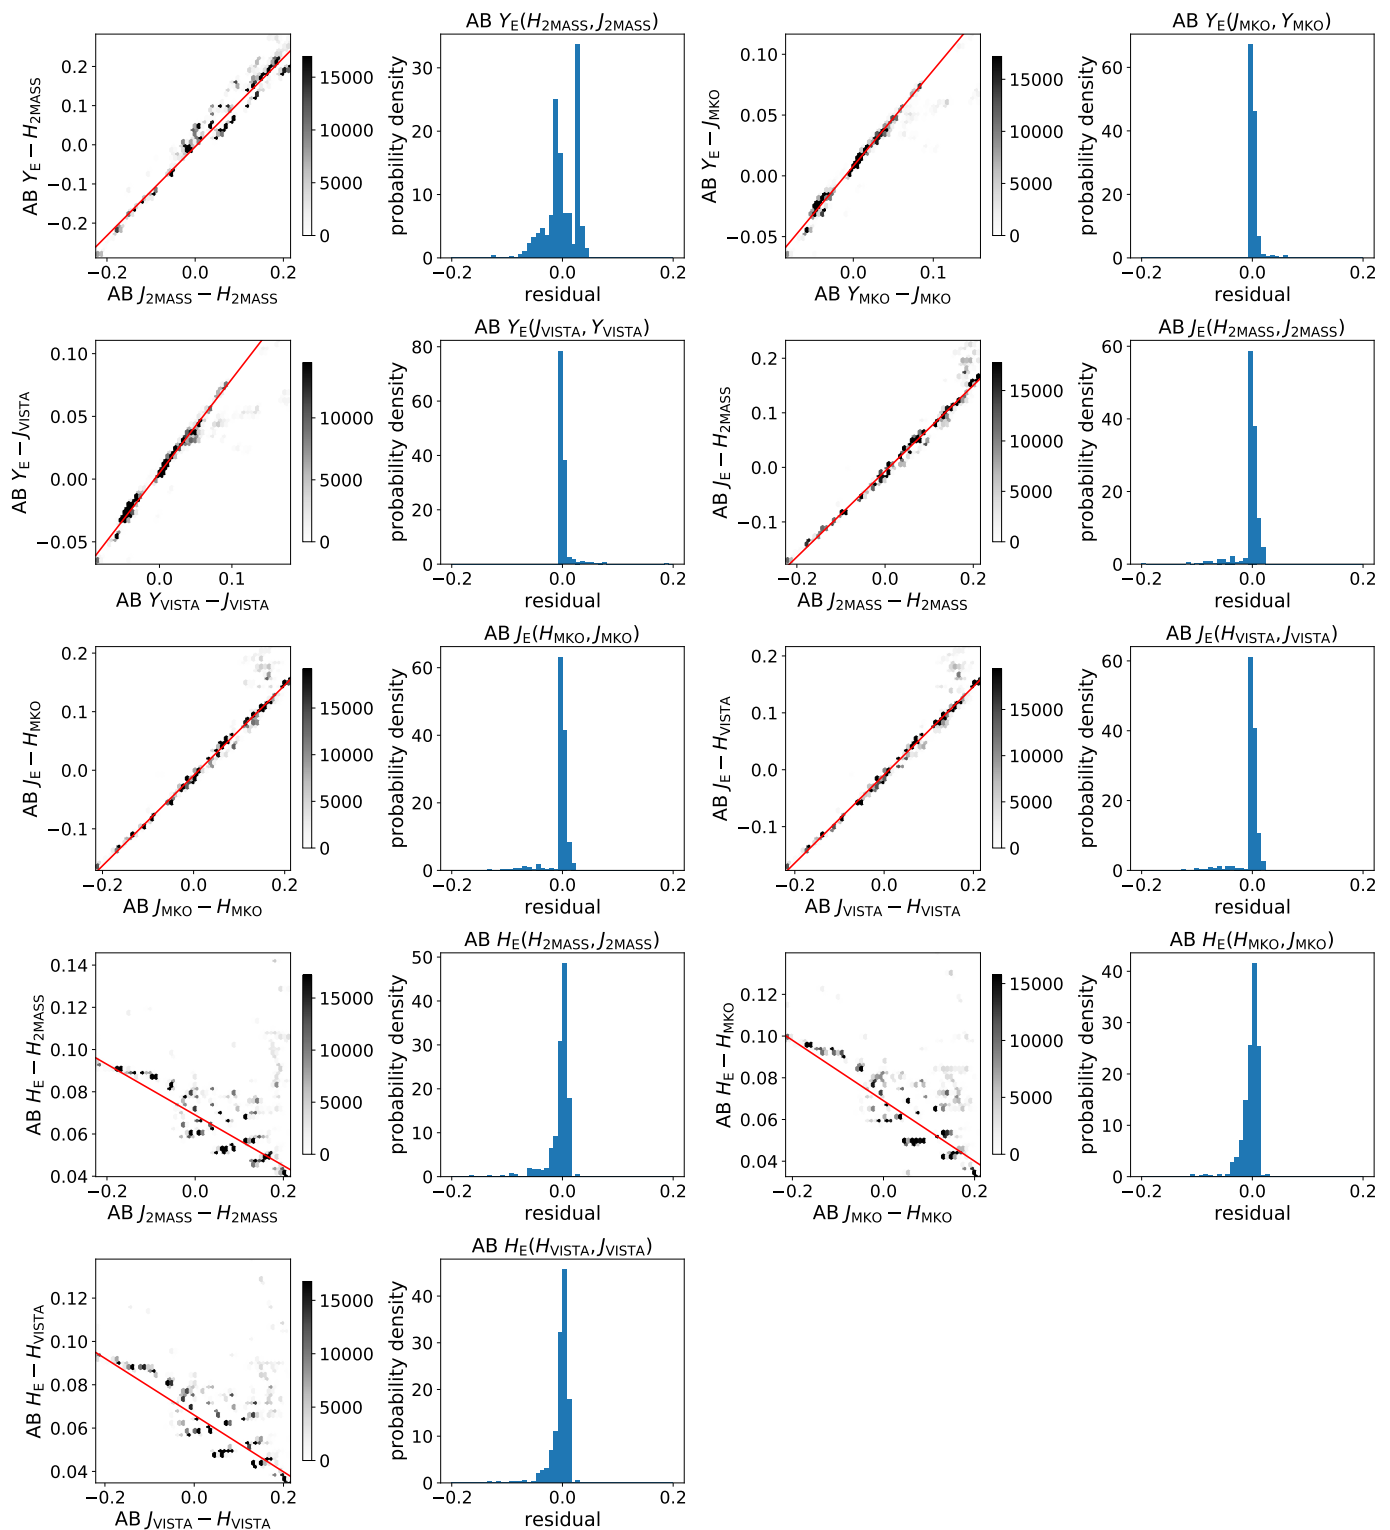 AB Y_E(H_2MASS, J_2MASS)
AB Y_E − H_2MASS
0.2
0.1
0.0
−0.1
−0.2
−0.2 0.0 0.2
AB J_2MASS − H_2MASS
15000
10000
5000
0
probability density
30
20
10
0
0.0 0.2
residual
AB Y_E(J_MKO, Y_MKO)
AB Y_E − J_MKO
0.10
0.05
0.00
−0.05
0.0 0.1
AB Y_MKO − J_MKO
15000
10000
5000
0
probability density
60
40
20
0
−0.2 0.0 0.2
residual
AB Y_E(J_VISTA, Y_VISTA)
AB Y_E − J_VISTA
0.10
0.05
0.00
−0.05
0.0 0.1
AB Y_VISTA − J_VISTA
10000
5000
0
probability density
80
60
40
20
0
−0.2 0.0 0.2
residual
AB J_E(H_2MASS, J_2MASS)
AB J_E − H_2MASS
0.2
0.1
0.0
−0.1
−0.2 0.0 0.2
AB J_2MASS − H_2MASS
15000
10000
5000
0
probability density
60
40
20
0
−0.2 0.0 0.2
residual
AB J_E(H_MKO, J_MKO)
AB J_E − H_MKO
0.2
0.1
0.0
−0.1
−0.2 0.0 0.2
AB J_MKO − H_MKO
15000
10000
5000
0
probability density
60
40
20
0
−0.2 0.0 0.2
residual
AB J_E(H_VISTA, J_VISTA)
AB J_E − H_VISTA
0.2
0.1
0.0
−0.1
−0.2 0.0 0.2
AB J_VISTA − H_VISTA
15000
10000
5000
0
probability density
60
40
20
0
−0.2 0.0 0.2
residual
AB H_E(H_2MASS, J_2MASS)
AB H_E − H_2MASS
0.14
0.12
0.10
0.08
0.06
0.04
−0.2 0.0 0.2
AB J_2MASS − H_2MASS
15000
10000
5000
0
probability density
50
40
30
20
10
0
−0.2 0.0 0.2
residual
AB H_E(H_MKO, J_MKO)
AB H_E − H_MKO
0.12
0.10
0.08
0.06
0.04
−0.2 0.0 0.2
AB J_MKO − H_MKO
15000
10000
5000
0
probability density
40
30
20
10
0
−0.2 0.0 0.2
residual
AB H_E(H_VISTA, J_VISTA)
AB H_E − H_VISTA
0.12
0.10
0.08
0.06
0.04
−0.2 0.0 0.2
AB J_VISTA − H_VISTA
15000
10000
5000
0
probability density
40
30
20
10
0
−0.2 0.0 0.2
residual